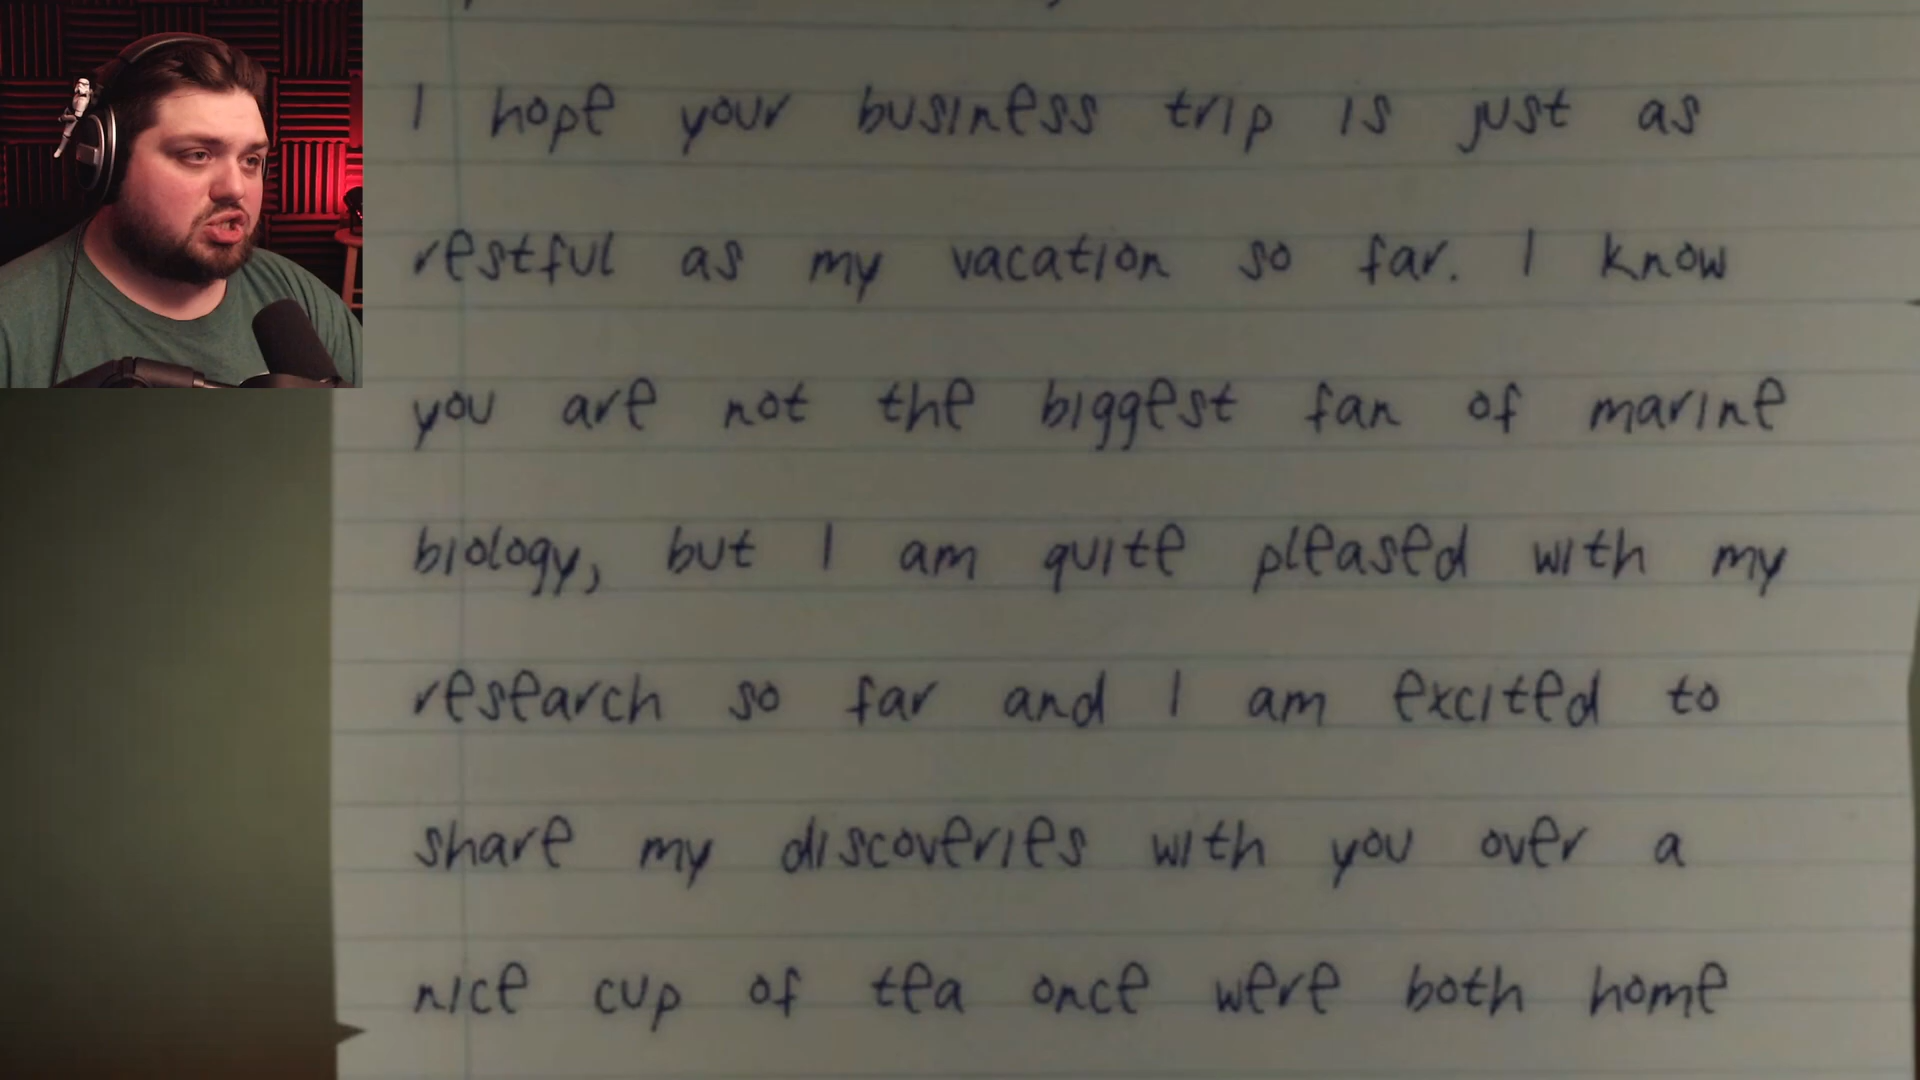 I hope your business trip is just as
restful as my vacation so far. I know
you are not the biggest fan of marine
biology, but I am quite pleased with my
research so far and I am excited to
share my discoveries with you over a
nice cup of tea once were both home